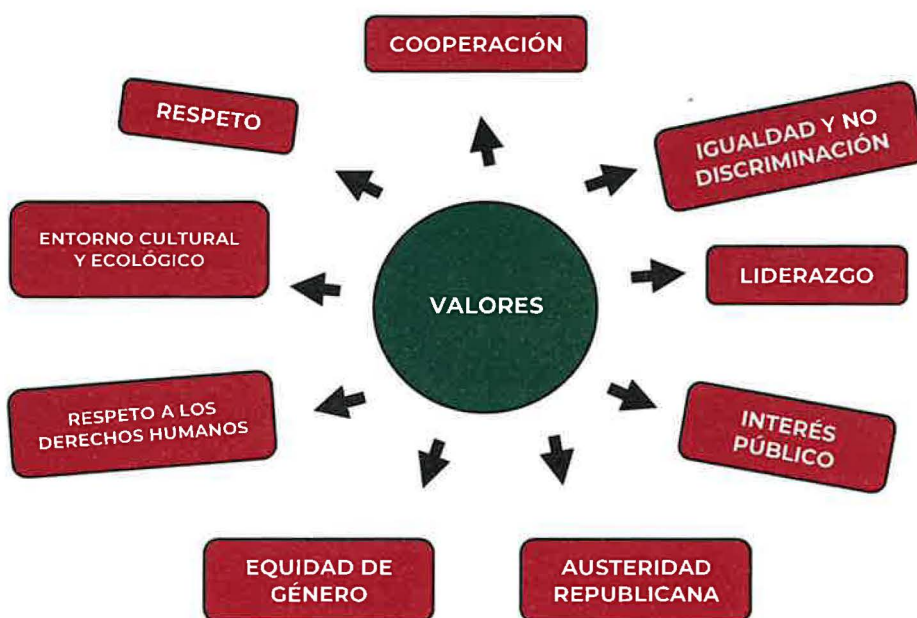 COOPERACIÓN
RESPETO
IGUALDAD Y NO
DISCRIMINACIÓN
ENTORNO CULTURAL
Y ECOLÓGICO
LIDERAZGO
VALORES
RESPETO A LOS
DERECHOS HUMANOS
INTERÉS
PÚBLICO
EQUIDAD DE
GÉNERO
AUSTERIDAD
REPUBLICANA